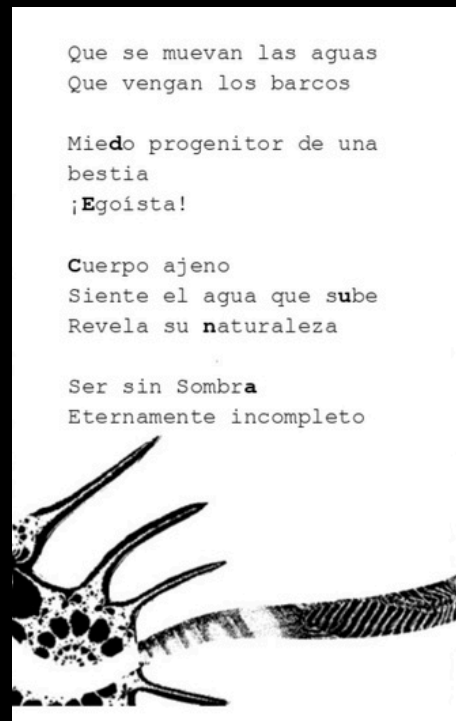 Que se muevan las aguas
Que vengan los barcos
Miedo progenitor de una
bestia
¡Egoísta!
Cuerpo ajeno
Siente el agua que sube
Revela su naturaleza
Ser sin Sombra
Eternamente incompleto